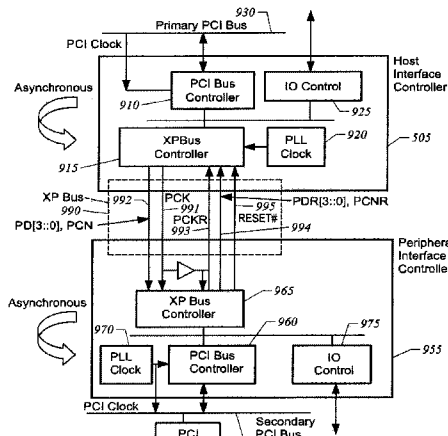 930
Primary PCI Bus
PCI Clock
Host
Interface
Controller
Asynchronous
PCI Bus
Controller
910
IO Control
925
XPBus
Controller
915
920
PLL
Clock
505
XP Bus
990
992
PD[3::0], PCN
PCK
991
PCKR
993
995
RESET#
PDR[3::0], PCNR
994
Peripheral
Interface
Controller
XP Bus
Controller
965
Asynchronous
970
PLL
Clock
960
PCI Bus
Controller
975
IO
Control
955
PCI Clock
Secondary
PCI Bus
PCI